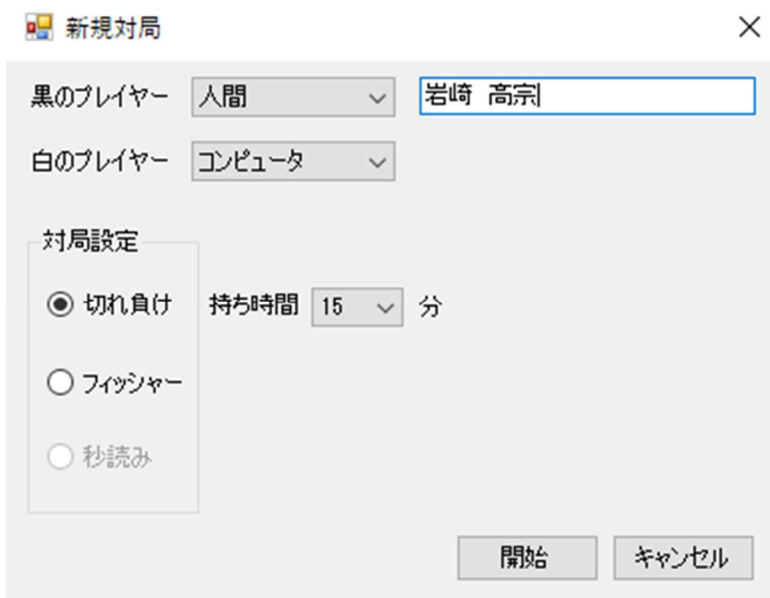 新規対局
黒のプレイヤー 人間 岩崎 高宗
白のプレイヤー コンピュータ
対局設定
切れ負け 持ち時間 15 分
フィッシャー
秒読み
開始 キャンセル